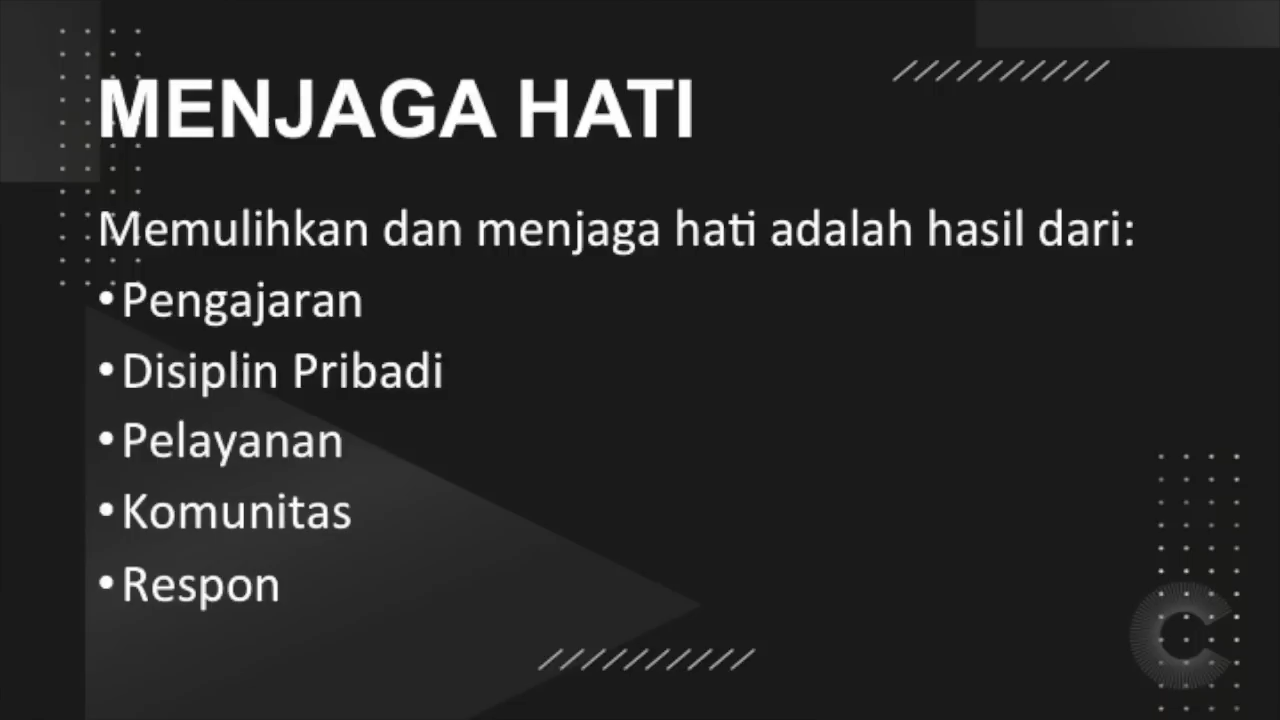 MENJAGA HATI
Memulihkan dan menjaga hati adalah hasil dari:
•Pengajaran
•Disiplin Pribadi
•Pelayanan
•Komunitas
•Respon